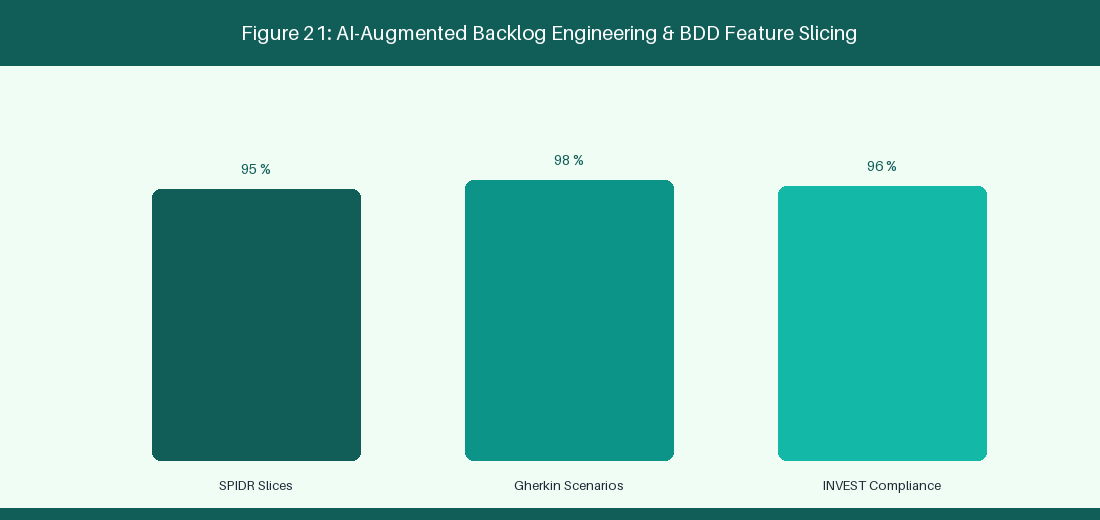 Figure 21: AI-Augmented Backlog Engineering & BDD Feature Slicing
95 %
98 %
96 %
SPIDR Slices
Gherkin Scenarios
INVEST Compliance